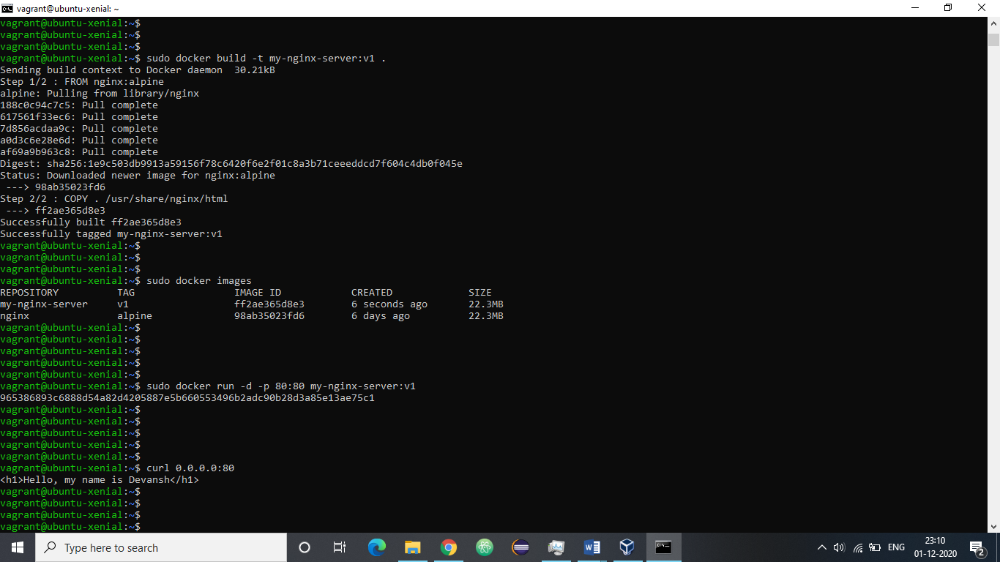 vagrant@ubuntu-xenial: ~
vagrant@ubuntu-xenial:~$
vagrant@ubuntu-xenial:~$
vagrant@ubuntu-xenial:~$
vagrant@ubuntu-xenial:~$ sudo docker build -t my-nginx-server:v1 .
Sending build context to Docker daemon  30.21kB
Step 1/2 : FROM nginx:alpine
alpine: Pulling from library/nginx
188c0c94c7c5: Pull complete
617561f33ec6: Pull complete
7d856acdaa9c: Pull complete
a0d3c6e28e6d: Pull complete
af69a9b963c8: Pull complete
Digest: sha256:1e9c503db9913a59156f78c6420f6e2f01c8a3b71ceeeddcd7f604c4db0f045e
Status: Downloaded newer image for nginx:alpine
 ---> 98ab35023fd6
Step 2/2 : COPY . /usr/share/nginx/html
 ---> ff2ae365d8e3
Successfully built ff2ae365d8e3
Successfully tagged my-nginx-server:v1
vagrant@ubuntu-xenial:~$
vagrant@ubuntu-xenial:~$
vagrant@ubuntu-xenial:~$
vagrant@ubuntu-xenial:~$ sudo docker images
REPOSITORY          TAG                 IMAGE ID            CREATED             SIZE
my-nginx-server     v1                  ff2ae365d8e3        6 seconds ago       22.3MB
nginx               alpine              98ab35023fd6        6 days ago          22.3MB
vagrant@ubuntu-xenial:~$
vagrant@ubuntu-xenial:~$
vagrant@ubuntu-xenial:~$
vagrant@ubuntu-xenial:~$
vagrant@ubuntu-xenial:~$
vagrant@ubuntu-xenial:~$ sudo docker run -d -p 80:80 my-nginx-server:v1
965386893c6888d54a82d4205887e5b660553496b2adc90b28d3a85e13ae75c1
vagrant@ubuntu-xenial:~$
vagrant@ubuntu-xenial:~$
vagrant@ubuntu-xenial:~$
vagrant@ubuntu-xenial:~$
vagrant@ubuntu-xenial:~$
vagrant@ubuntu-xenial:~$ curl 0.0.0.0:80
<h1>Hello, my name is Devansh</h1>
vagrant@ubuntu-xenial:~$
vagrant@ubuntu-xenial:~$
vagrant@ubuntu-xenial:~$
vagrant@ubuntu-xenial:~$
Type here to search
ENG
23:10
01-12-2020
2